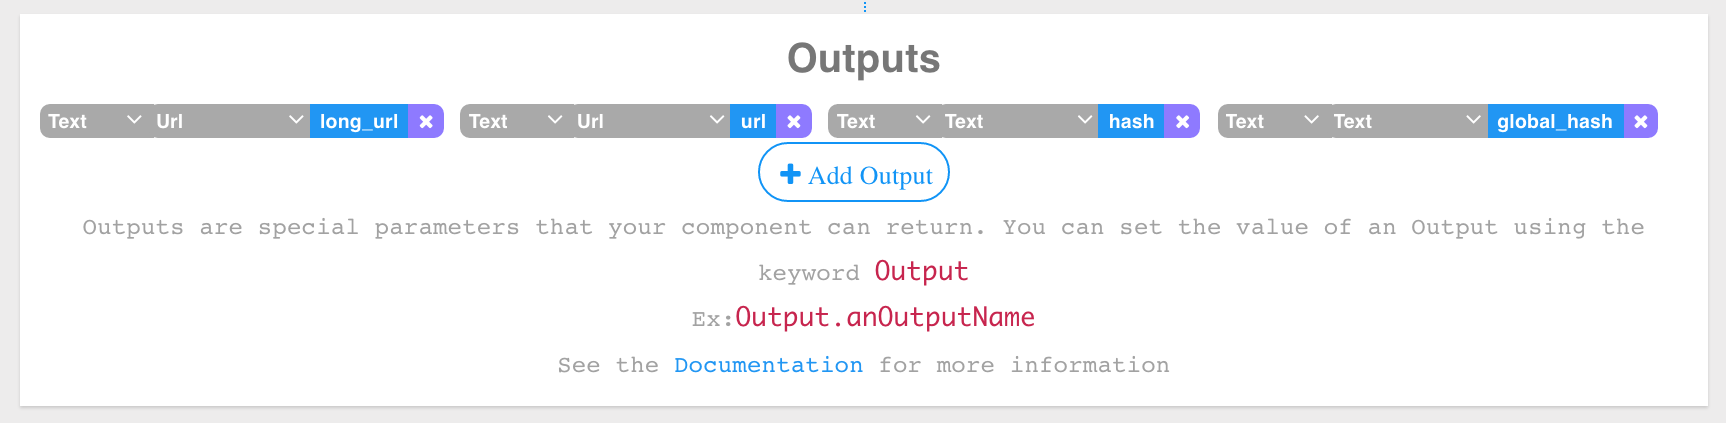 Outputs
Text Url long_url Text Url url Text Text hash Text Text global_hash
Add Output
Outputs are special parameters that your component can return. You can set the value of an Output using the
keyword Output
Ex:Output.anOutputName
See the Documentation for more information